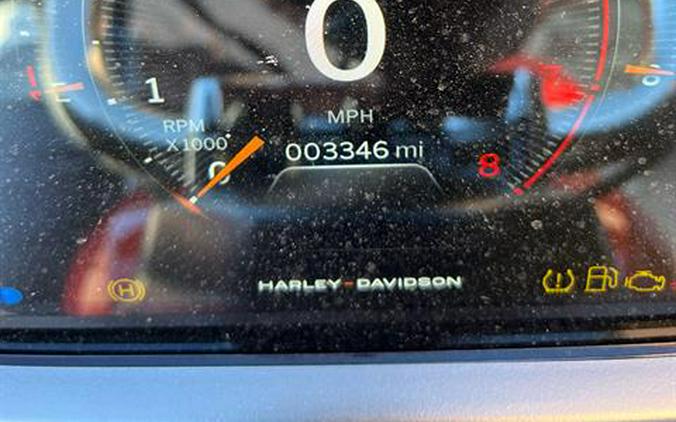 0
1
RPM
X1000
0
MPH
003346 mi
8
H
HARLEY-DAVIDSON